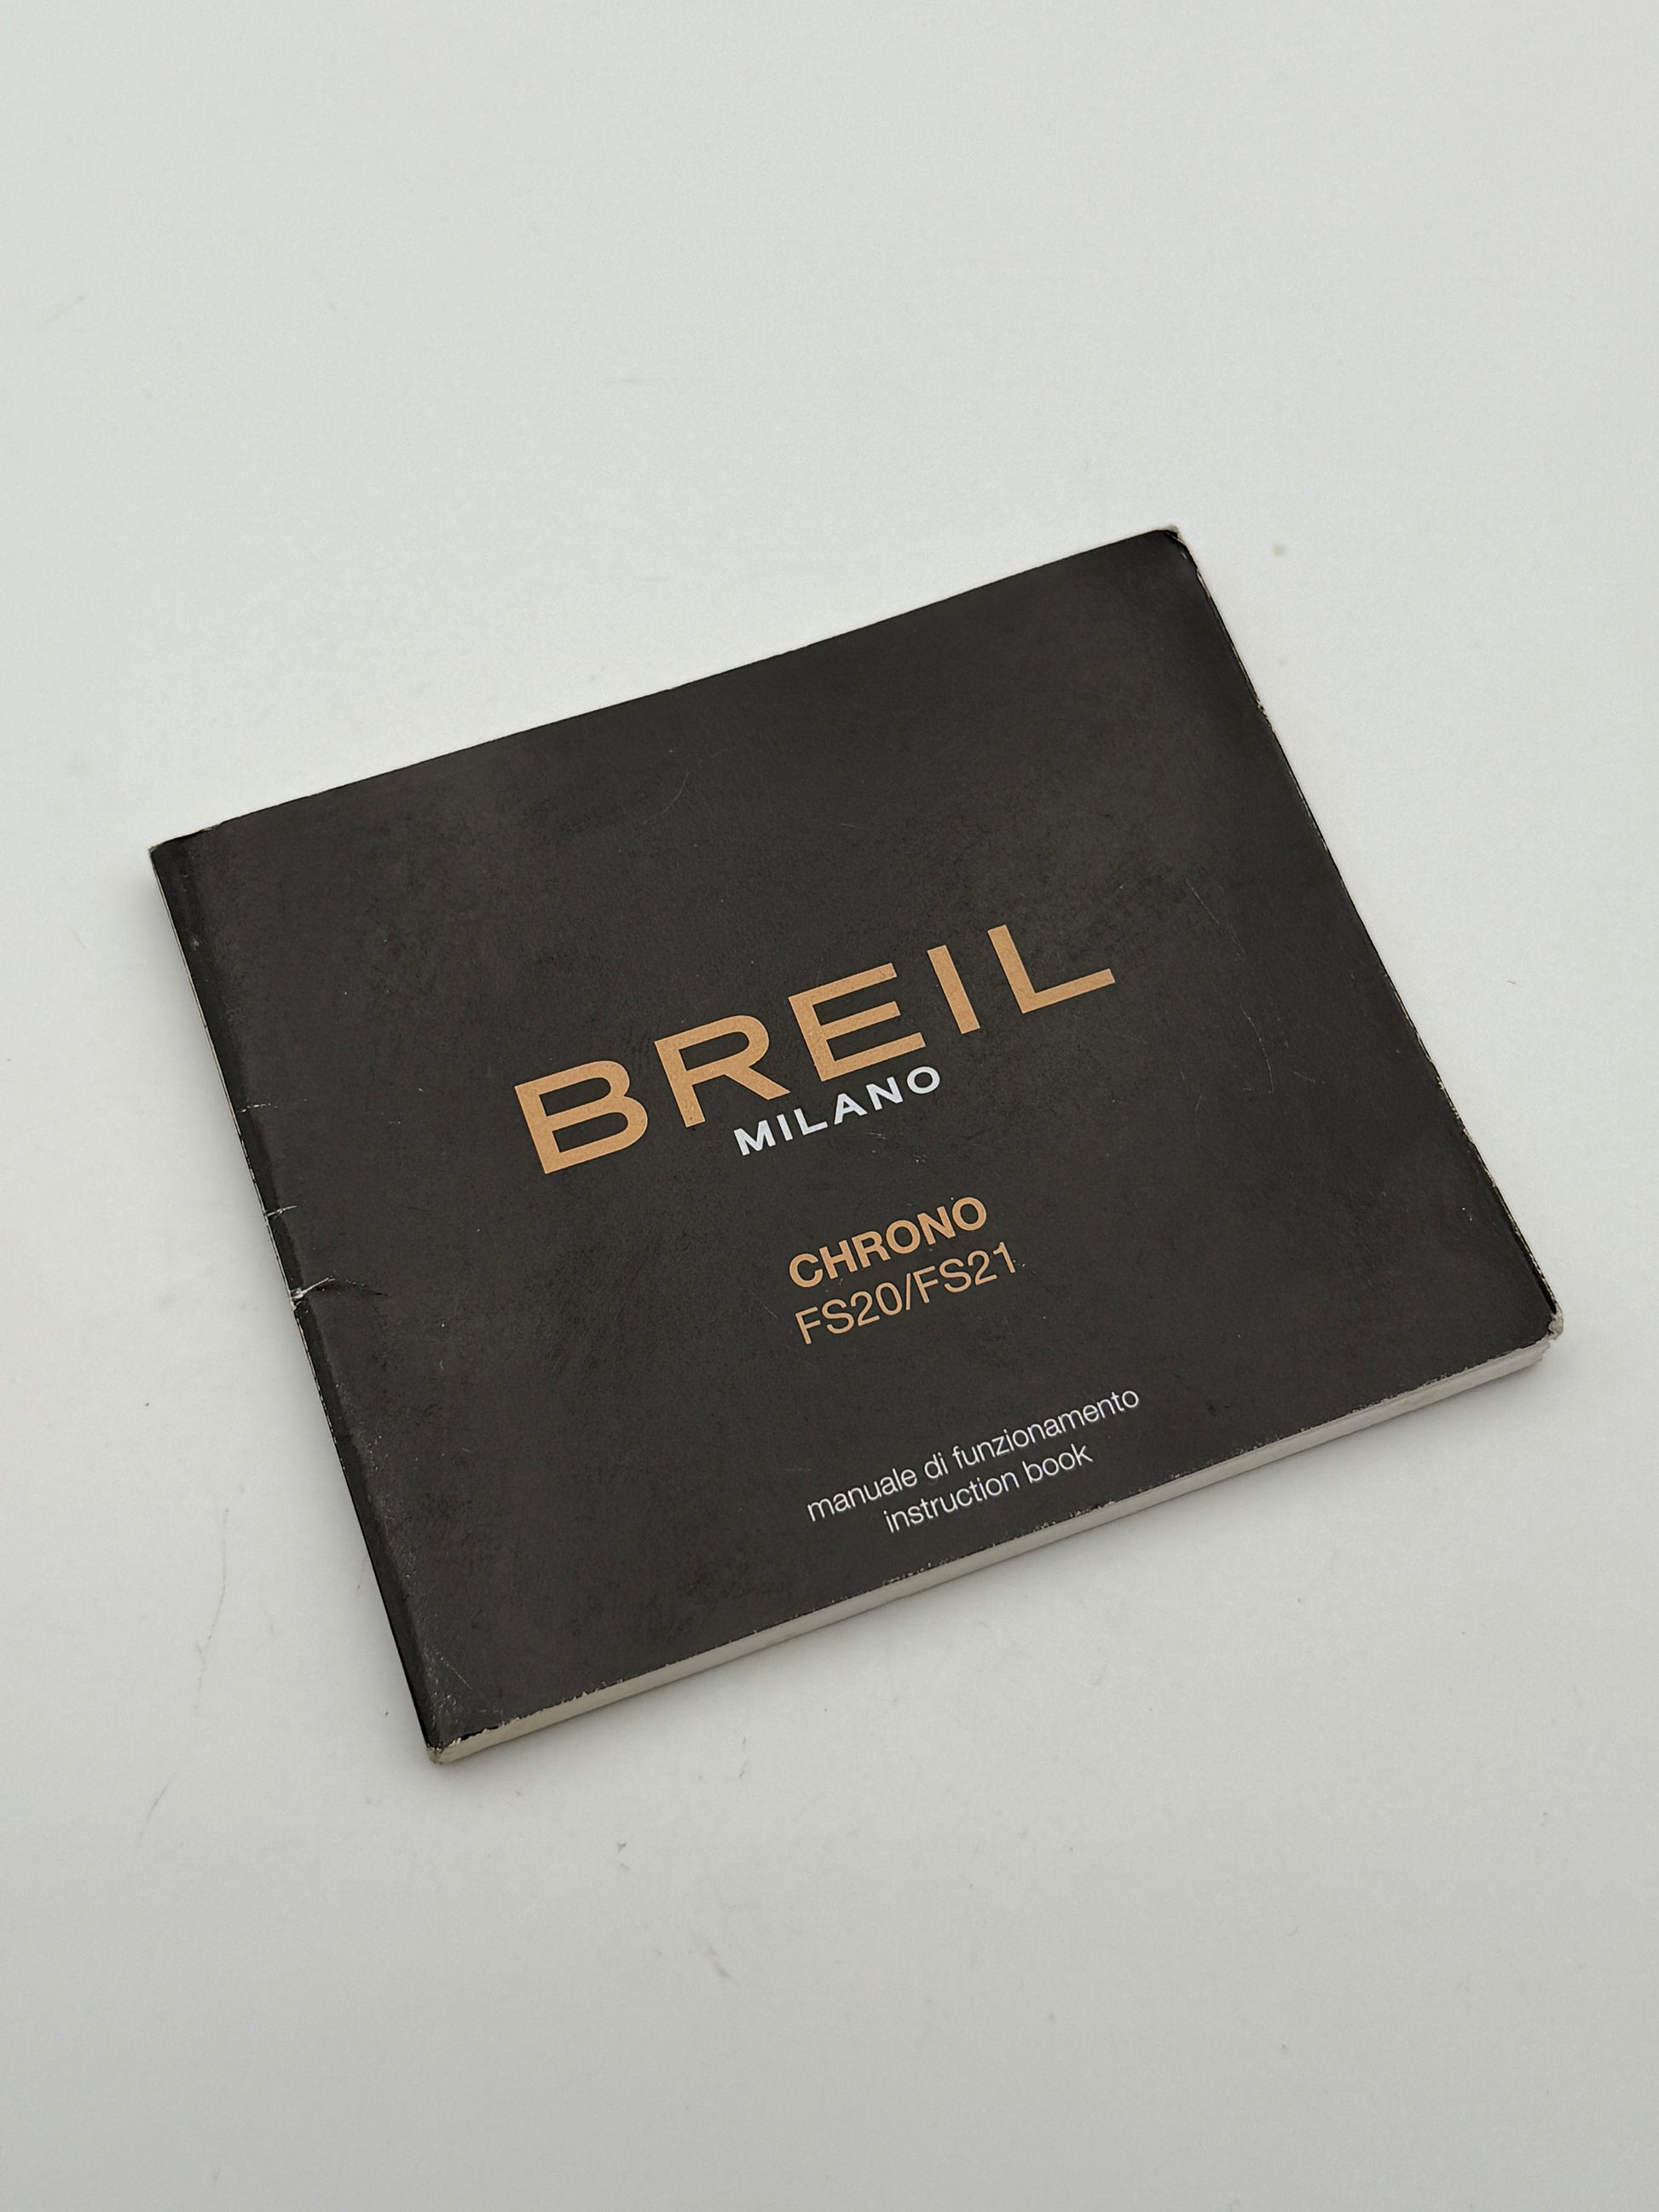 BREIL
MILANO
CHRONO
FS20/FS21
manuale di funzionamento
instruction book